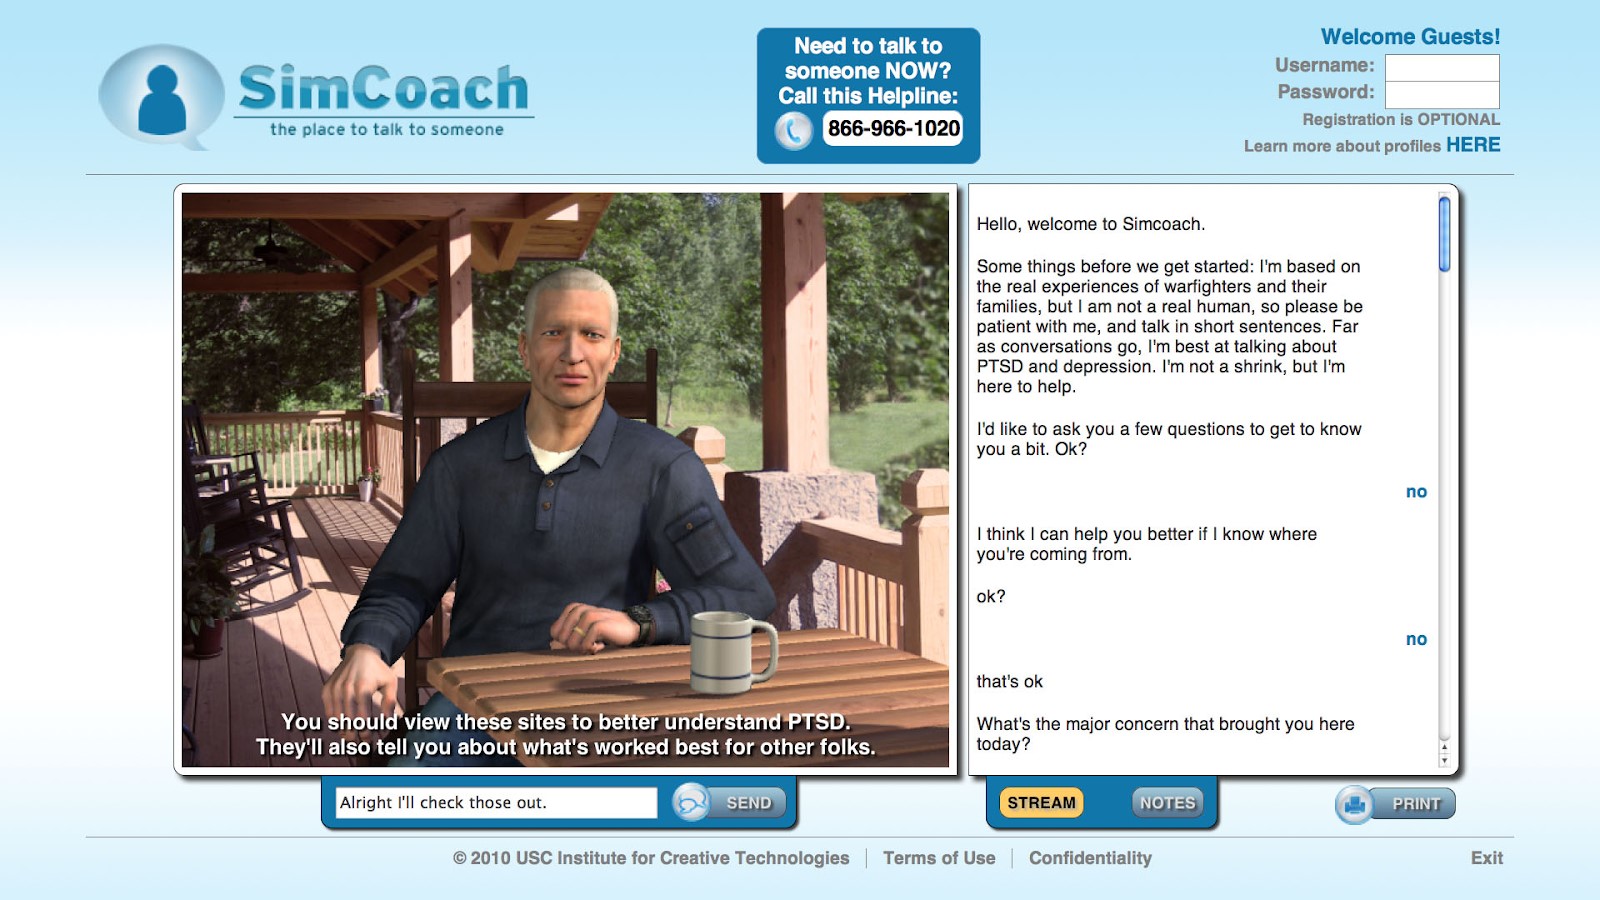 SimCoach
the place to talk to someone
Need to talk to
someone NOW?
Call this Helpline:
866-966-1020
Welcome Guests!
Username:
Password:
Registration is OPTIONAL
Learn more about profiles HERE
You should view these sites to better understand PTSD.
They'll also tell you about what's worked best for other folks.
Alright I'll check those out.
SEND
Hello, welcome to Simcoach.
Some things before we get started: I'm based on
the real experiences of warfighters and their
families, but I am not a real human, so please be
patient with me, and talk in short sentences. Far
as conversations go, I'm best at talking about
PTSD and depression. I'm not a shrink, but I'm
here to help.
I'd like to ask you a few questions to get to know
you a bit. Ok?
no
I think I can help you better if I know where
you're coming from.
ok?
no
that's ok
What's the major concern that brought you here
today?
STREAM
NOTES
PRINT
© 2010 USC Institute for Creative Technologies
Terms of Use
Confidentiality
Exit